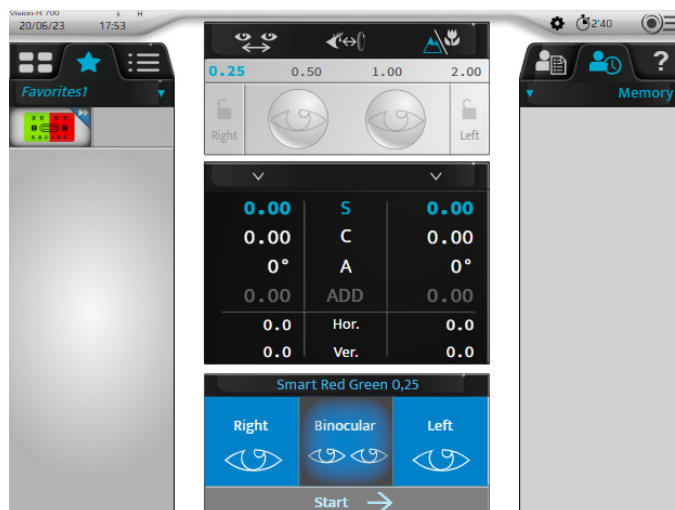 Vision-R 700
20/06/23 17:53
2'40
Favorites1
Memory
?
0.25 0.50 1.00 2.00
Right Left
0.00 S 0.00
0.00 C 0.00
0° A 0°
0.00 ADD 0.00
0.0 Hor. 0.0
0.0 Ver. 0.0
Smart Red Green 0,25
Right Binocular Left
Start